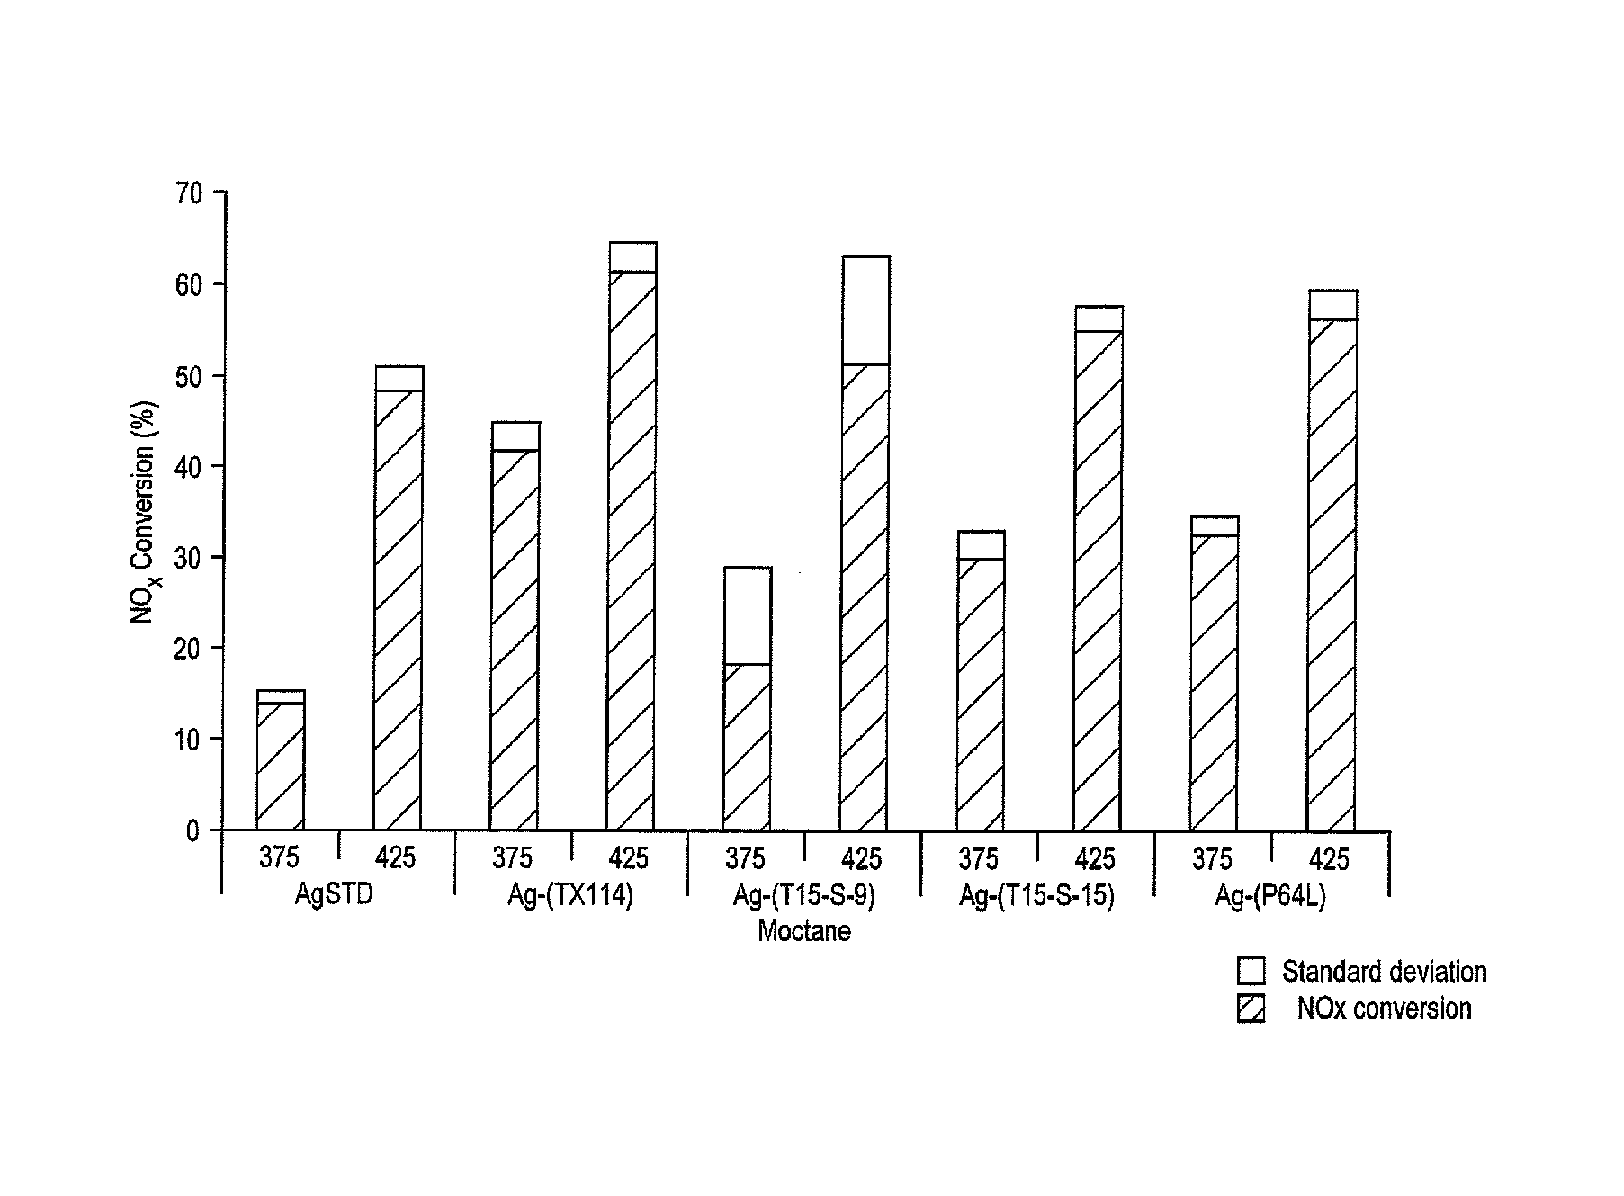 70
60
50
40
30
20
10
0
NOx Conversion (%)
375 425 375 425 375 425 375 425 375 425
AgSTD Ag-(TX114) Ag-(T15-S-9) Ag-(T15-S-15) Ag-(P64L)
Moctane
Standard deviation
NOx conversion